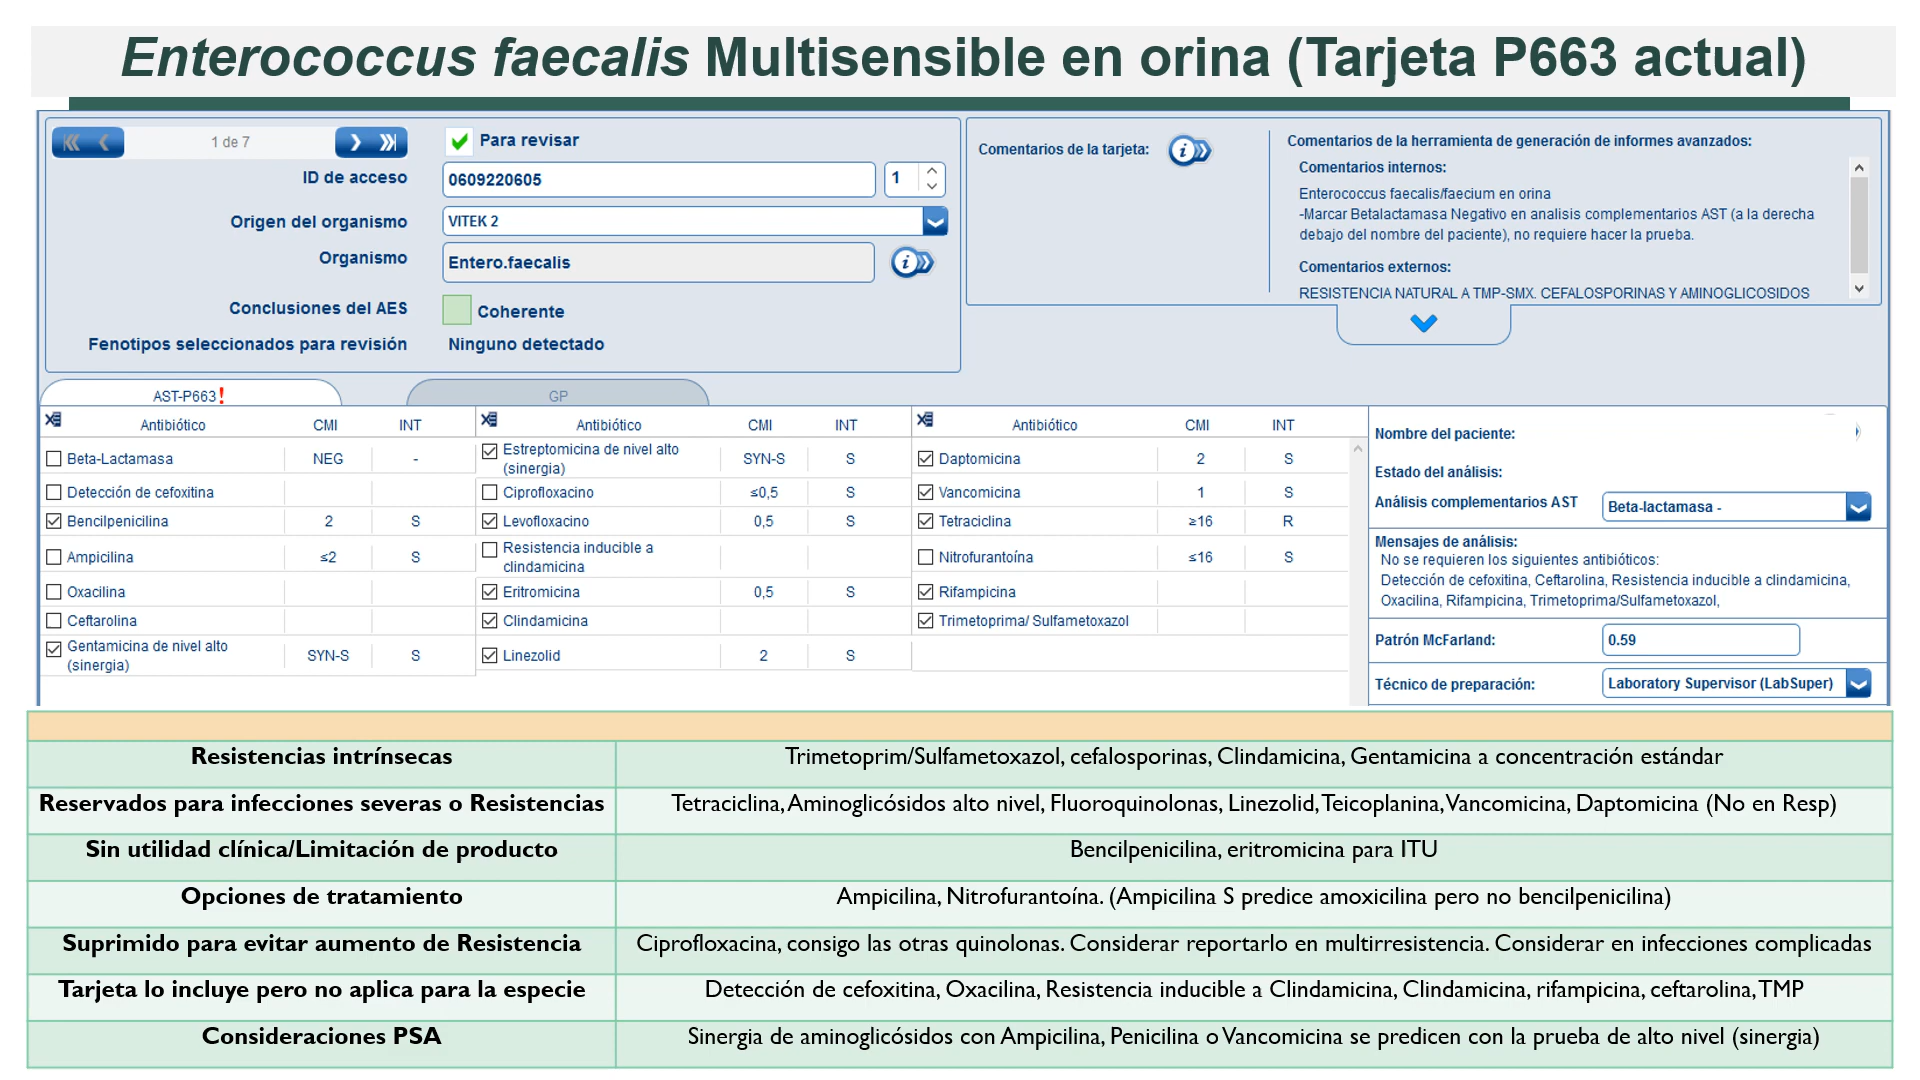 Enterococcus faecalis Multisensible en orina (Tarjeta P663 actual)
1 de 7
Para revisar
ID de acceso 0609220605 1
Origen del organismo VITEK 2
Organismo Entero.faecalis
Conclusiones del AES Coherente
Fenotipos seleccionados para revisión Ninguno detectado
Comentarios de la tarjeta:
Comentarios de la herramienta de generación de informes avanzados:
Comentarios internos:
Enterococcus faecalis/faecium en orina
-Marcar Betalactamasa Negativo en analisis complementarios AST (a la derecha
debajo del nombre del paciente), no requiere hacer la prueba.
Comentarios externos:
RESISTENCIA NATURAL A TMP-SMX. CEFALOSPORINAS Y AMINOGLICOSIDOS
AST-P663! GP
Antibiótico CMI INT
Beta-Lactamasa NEG -
Detección de cefoxitina
Bencilpenicilina 2 S
Ampicilina ≤2 S
Oxacilina
Ceftarolina
Gentamicina de nivel alto
(sinergia) SYN-S S
Antibiótico CMI INT
Estreptomicina de nivel alto
(sinergia) SYN-S S
Ciprofloxacino ≤0,5 S
Levofloxacino 0,5 S
Resistencia inducible a
clindamicina
Eritromicina 0,5 S
Clindamicina
Linezolid 2 S
Antibiótico CMI INT
Daptomicina 2 S
Vancomicina 1 S
Tetraciclina ≥16 R
Nitrofurantoína ≤16 S
Rifampicina
Trimetoprima/ Sulfametoxazol
Nombre del paciente:
Estado del análisis:
Análisis complementarios AST Beta-lactamasa -
Mensajes de análisis:
No se requieren los siguientes antibióticos:
Detección de cefoxitina, Ceftarolina, Resistencia inducible a clindamicina,
Oxacilina, Rifampicina, Trimetoprima/Sulfametoxazol,
Patrón McFarland: 0.59
Técnico de preparación: Laboratory Supervisor (LabSuper)
Resistencias intrínsecas Trimetoprim/Sulfametoxazol, cefalosporinas, Clindamicina, Gentamicina a concentración estándar
Reservados para infecciones severas o Resistencias Tetraciclina, Aminoglicósidos alto nivel, Fluoroquinolonas, Linezolid, Teicoplanina, Vancomicina, Daptomicina (No en Resp)
Sin utilidad clínica/Limitación de producto Bencilpenicilina, eritromicina para ITU
Opciones de tratamiento Ampicilina, Nitrofurantoína. (Ampicilina S predice amoxicilina pero no bencilpenicilina)
Suprimido para evitar aumento de Resistencia Ciprofloxacina, consigo las otras quinolonas. Considerar reportarlo en multirresistencia. Considerar en infecciones complicadas
Tarjeta lo incluye pero no aplica para la especie Detección de cefoxitina, Oxacilina, Resistencia inducible a Clindamicina, Clindamicina, rifampicina, ceftarolina, TMP
Consideraciones PSA Sinergia de aminoglicósidos con Ampicilina, Penicilina o Vancomicina se predicen con la prueba de alto nivel (sinergia)